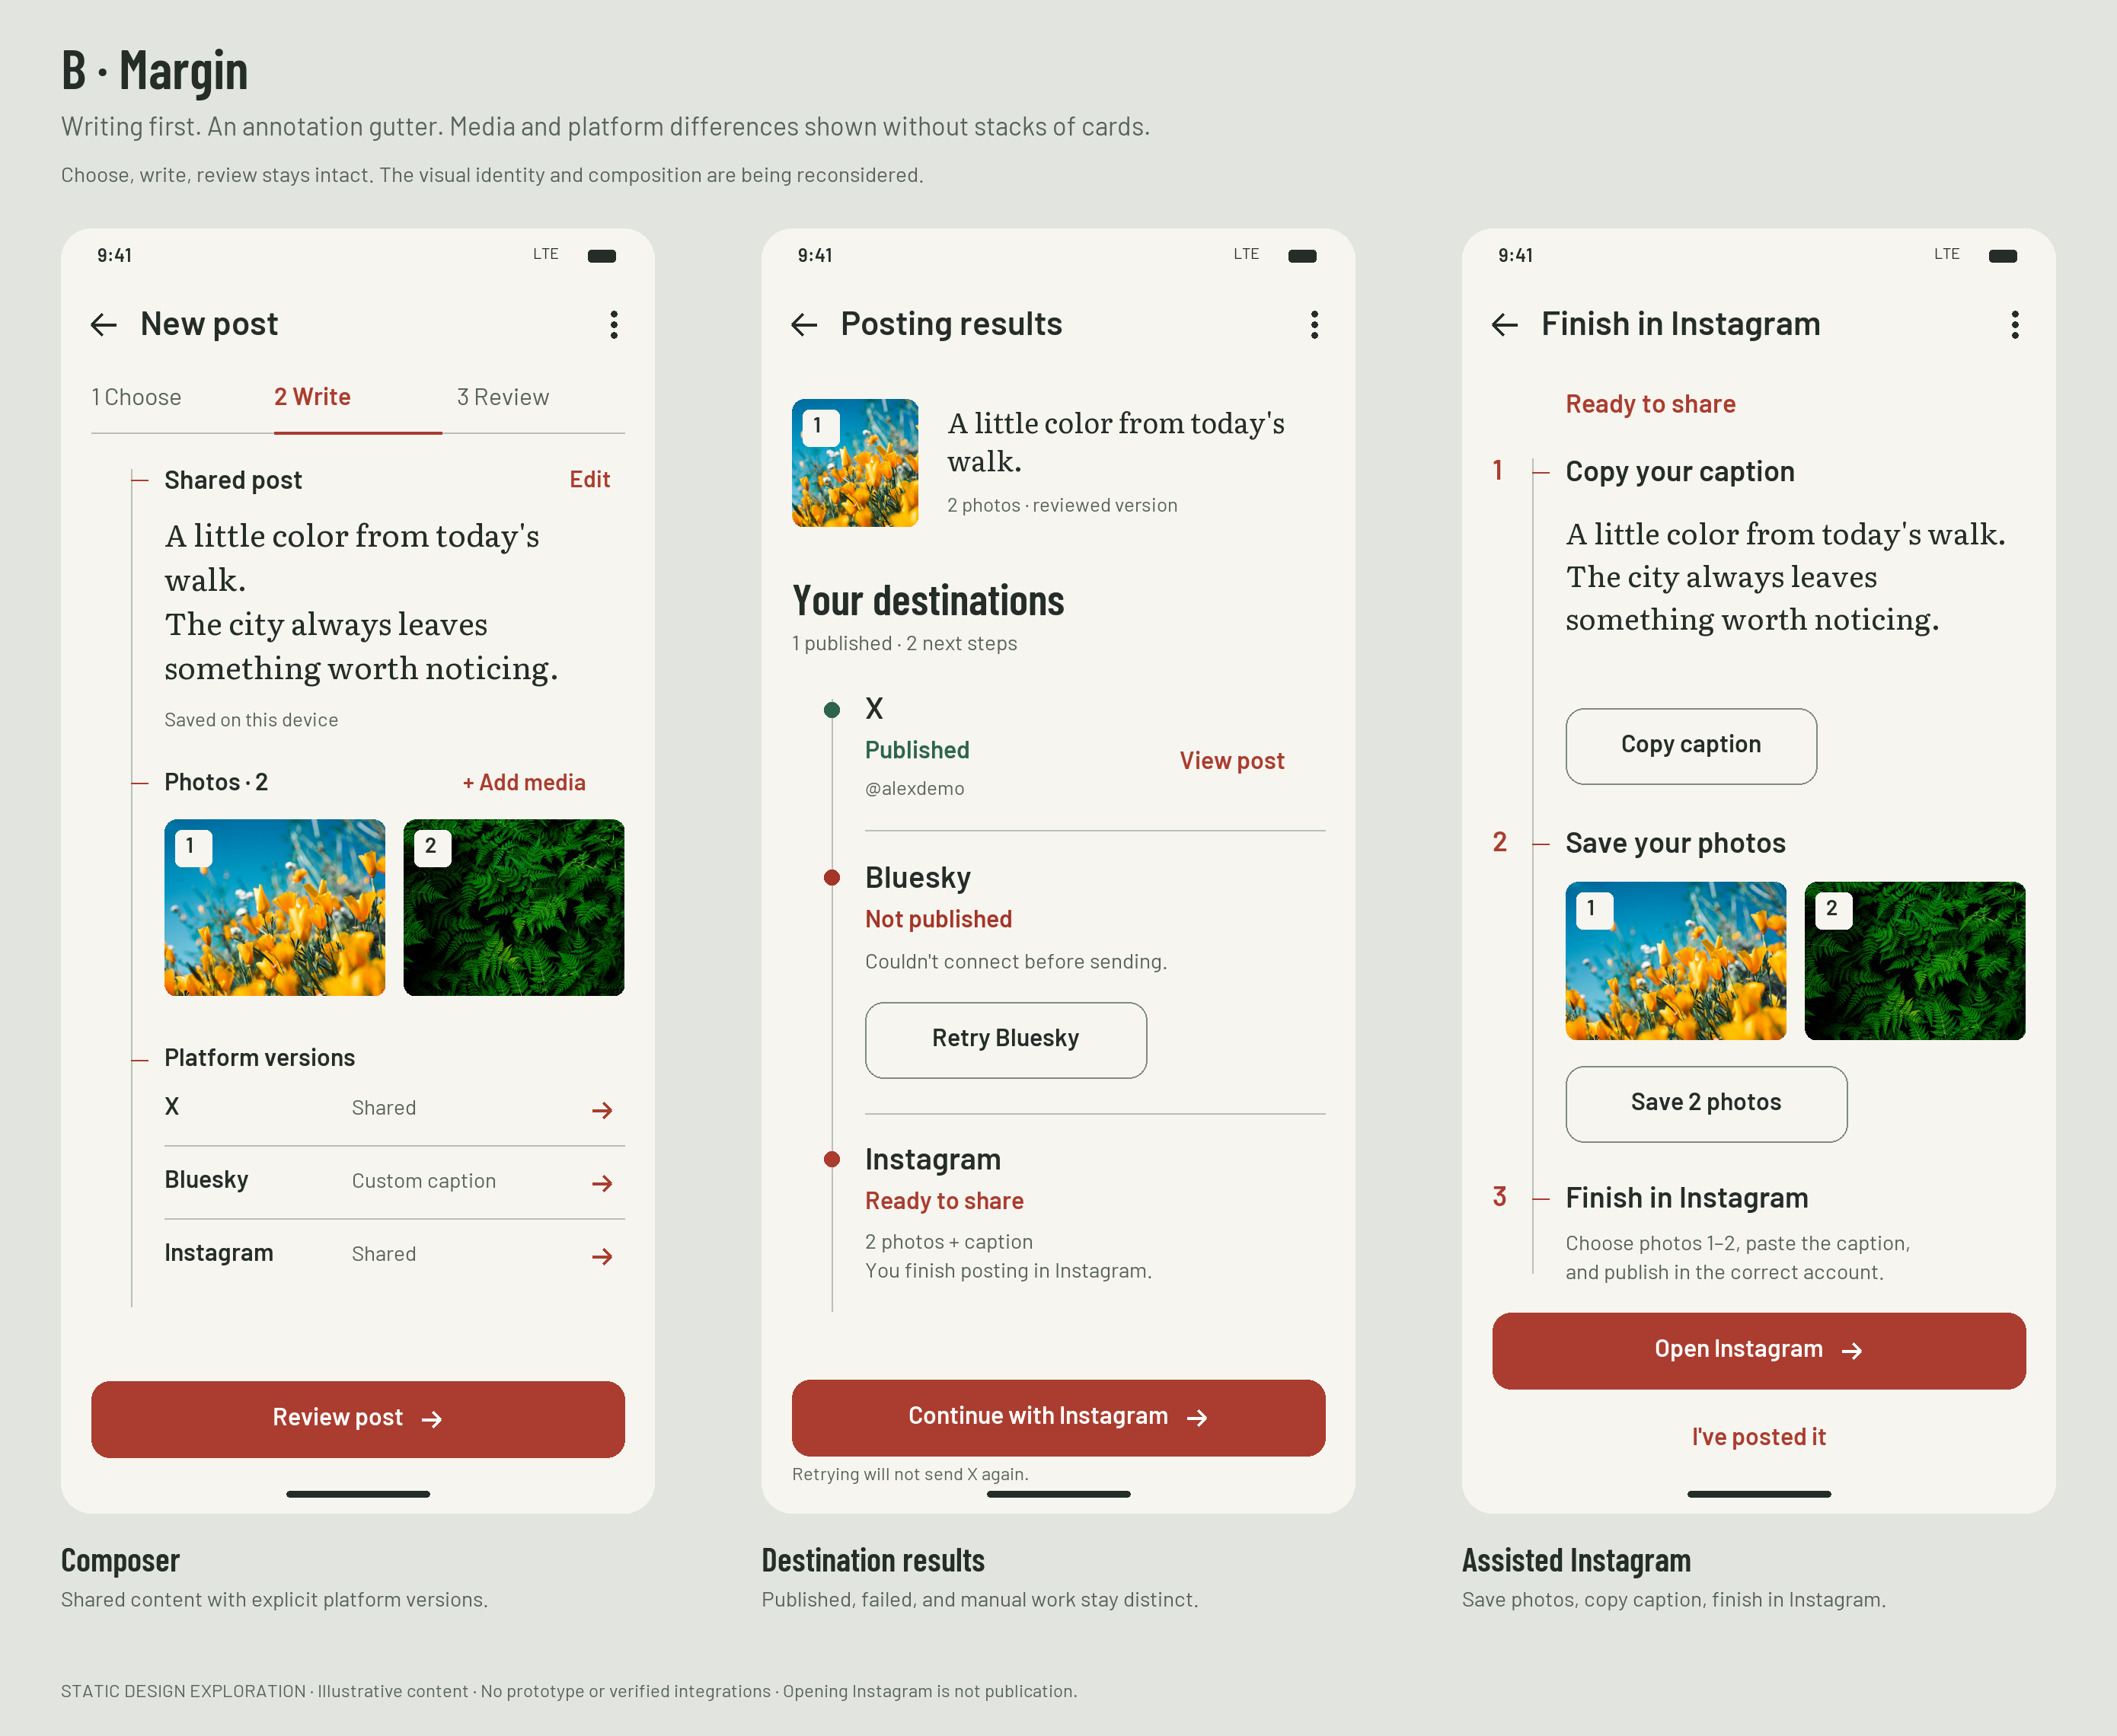 B · Margin
Writing first. An annotation gutter. Media and platform differences shown without stacks of cards.
Choose, write, review stays intact. The visual identity and composition are being reconsidered.
9:41 LTE
New post
1 Choose 2 Write 3 Review
Shared post Edit
A little color from today's
walk.
The city always leaves
something worth noticing.
Saved on this device
Photos · 2 + Add media
1 2
Platform versions
X Shared
Bluesky Custom caption
Instagram Shared
Review post
Composer
Shared content with explicit platform versions.
9:41 LTE
Posting results
1
A little color from today's
walk.
2 photos · reviewed version
Your destinations
1 published · 2 next steps
X
Published
View post
@alexdemo
Bluesky
Not published
Couldn't connect before sending.
Retry Bluesky
Instagram
Ready to share
2 photos + caption
You finish posting in Instagram.
Continue with Instagram
Retrying will not send X again.
Destination results
Published, failed, and manual work stay distinct.
9:41 LTE
Finish in Instagram
Ready to share
1 Copy your caption
A little color from today's walk.
The city always leaves
something worth noticing.
Copy caption
2 Save your photos
1 2
Save 2 photos
3 Finish in Instagram
Choose photos 1–2, paste the caption,
and publish in the correct account.
Open Instagram
I've posted it
Assisted Instagram
Save photos, copy caption, finish in Instagram.
STATIC DESIGN EXPLORATION · Illustrative content · No prototype or verified integrations · Opening Instagram is not publication.